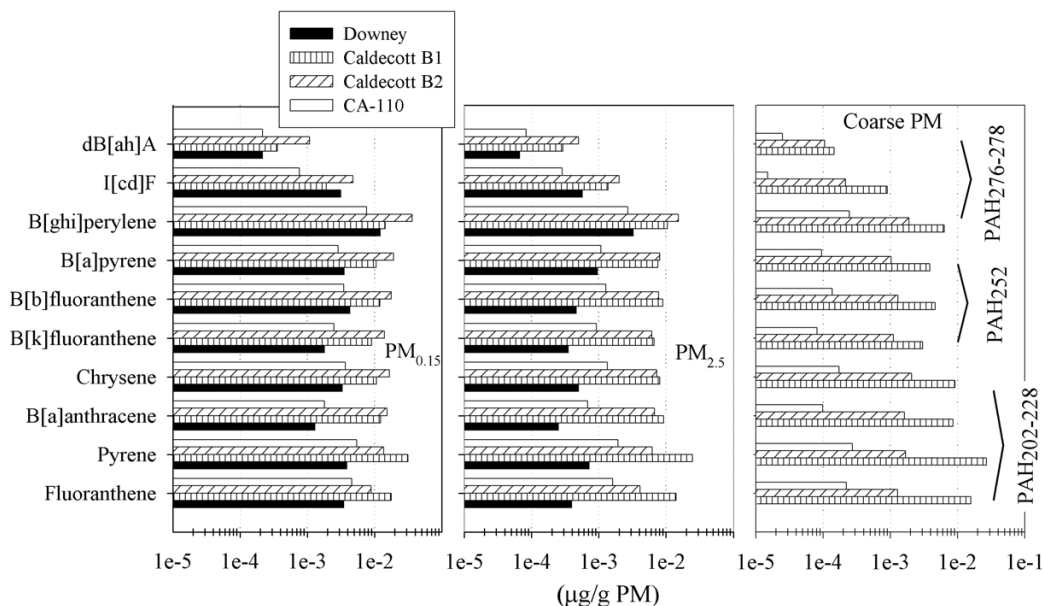 Downey
Caldecott B1
Caldecott B2
CA-110
dB[ah]A
I[cd]F
B[ghi]perylene
B[a]pyrene
B[b]fluoranthene
B[k]fluoranthene
Chrysene
B[a]anthracene
Pyrene
Fluoranthene
PM0.15
PM2.5
Coarse PM
PAH276-278
PAH252
PAH202-228
1e-5 1e-4 1e-3 1e-2 1e-5 1e-4 1e-3 1e-2 1e-5 1e-4 1e-3 1e-2 1e-1
(μg/g PM)